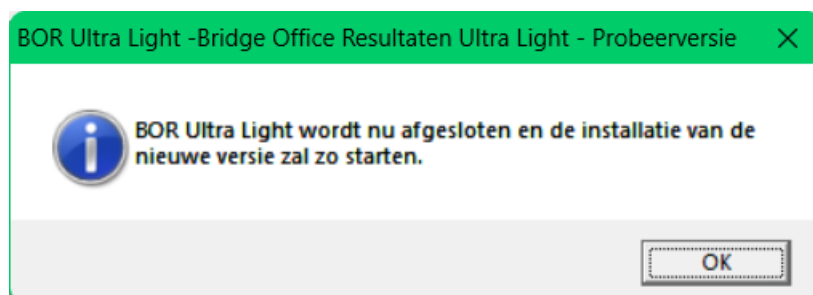 BOR Ultra Light -Bridge Office Resultaten Ultra Light - Probeerversie
BOR Ultra Light wordt nu afgesloten en de installatie van de
nieuwe versie zal zo starten.
OK